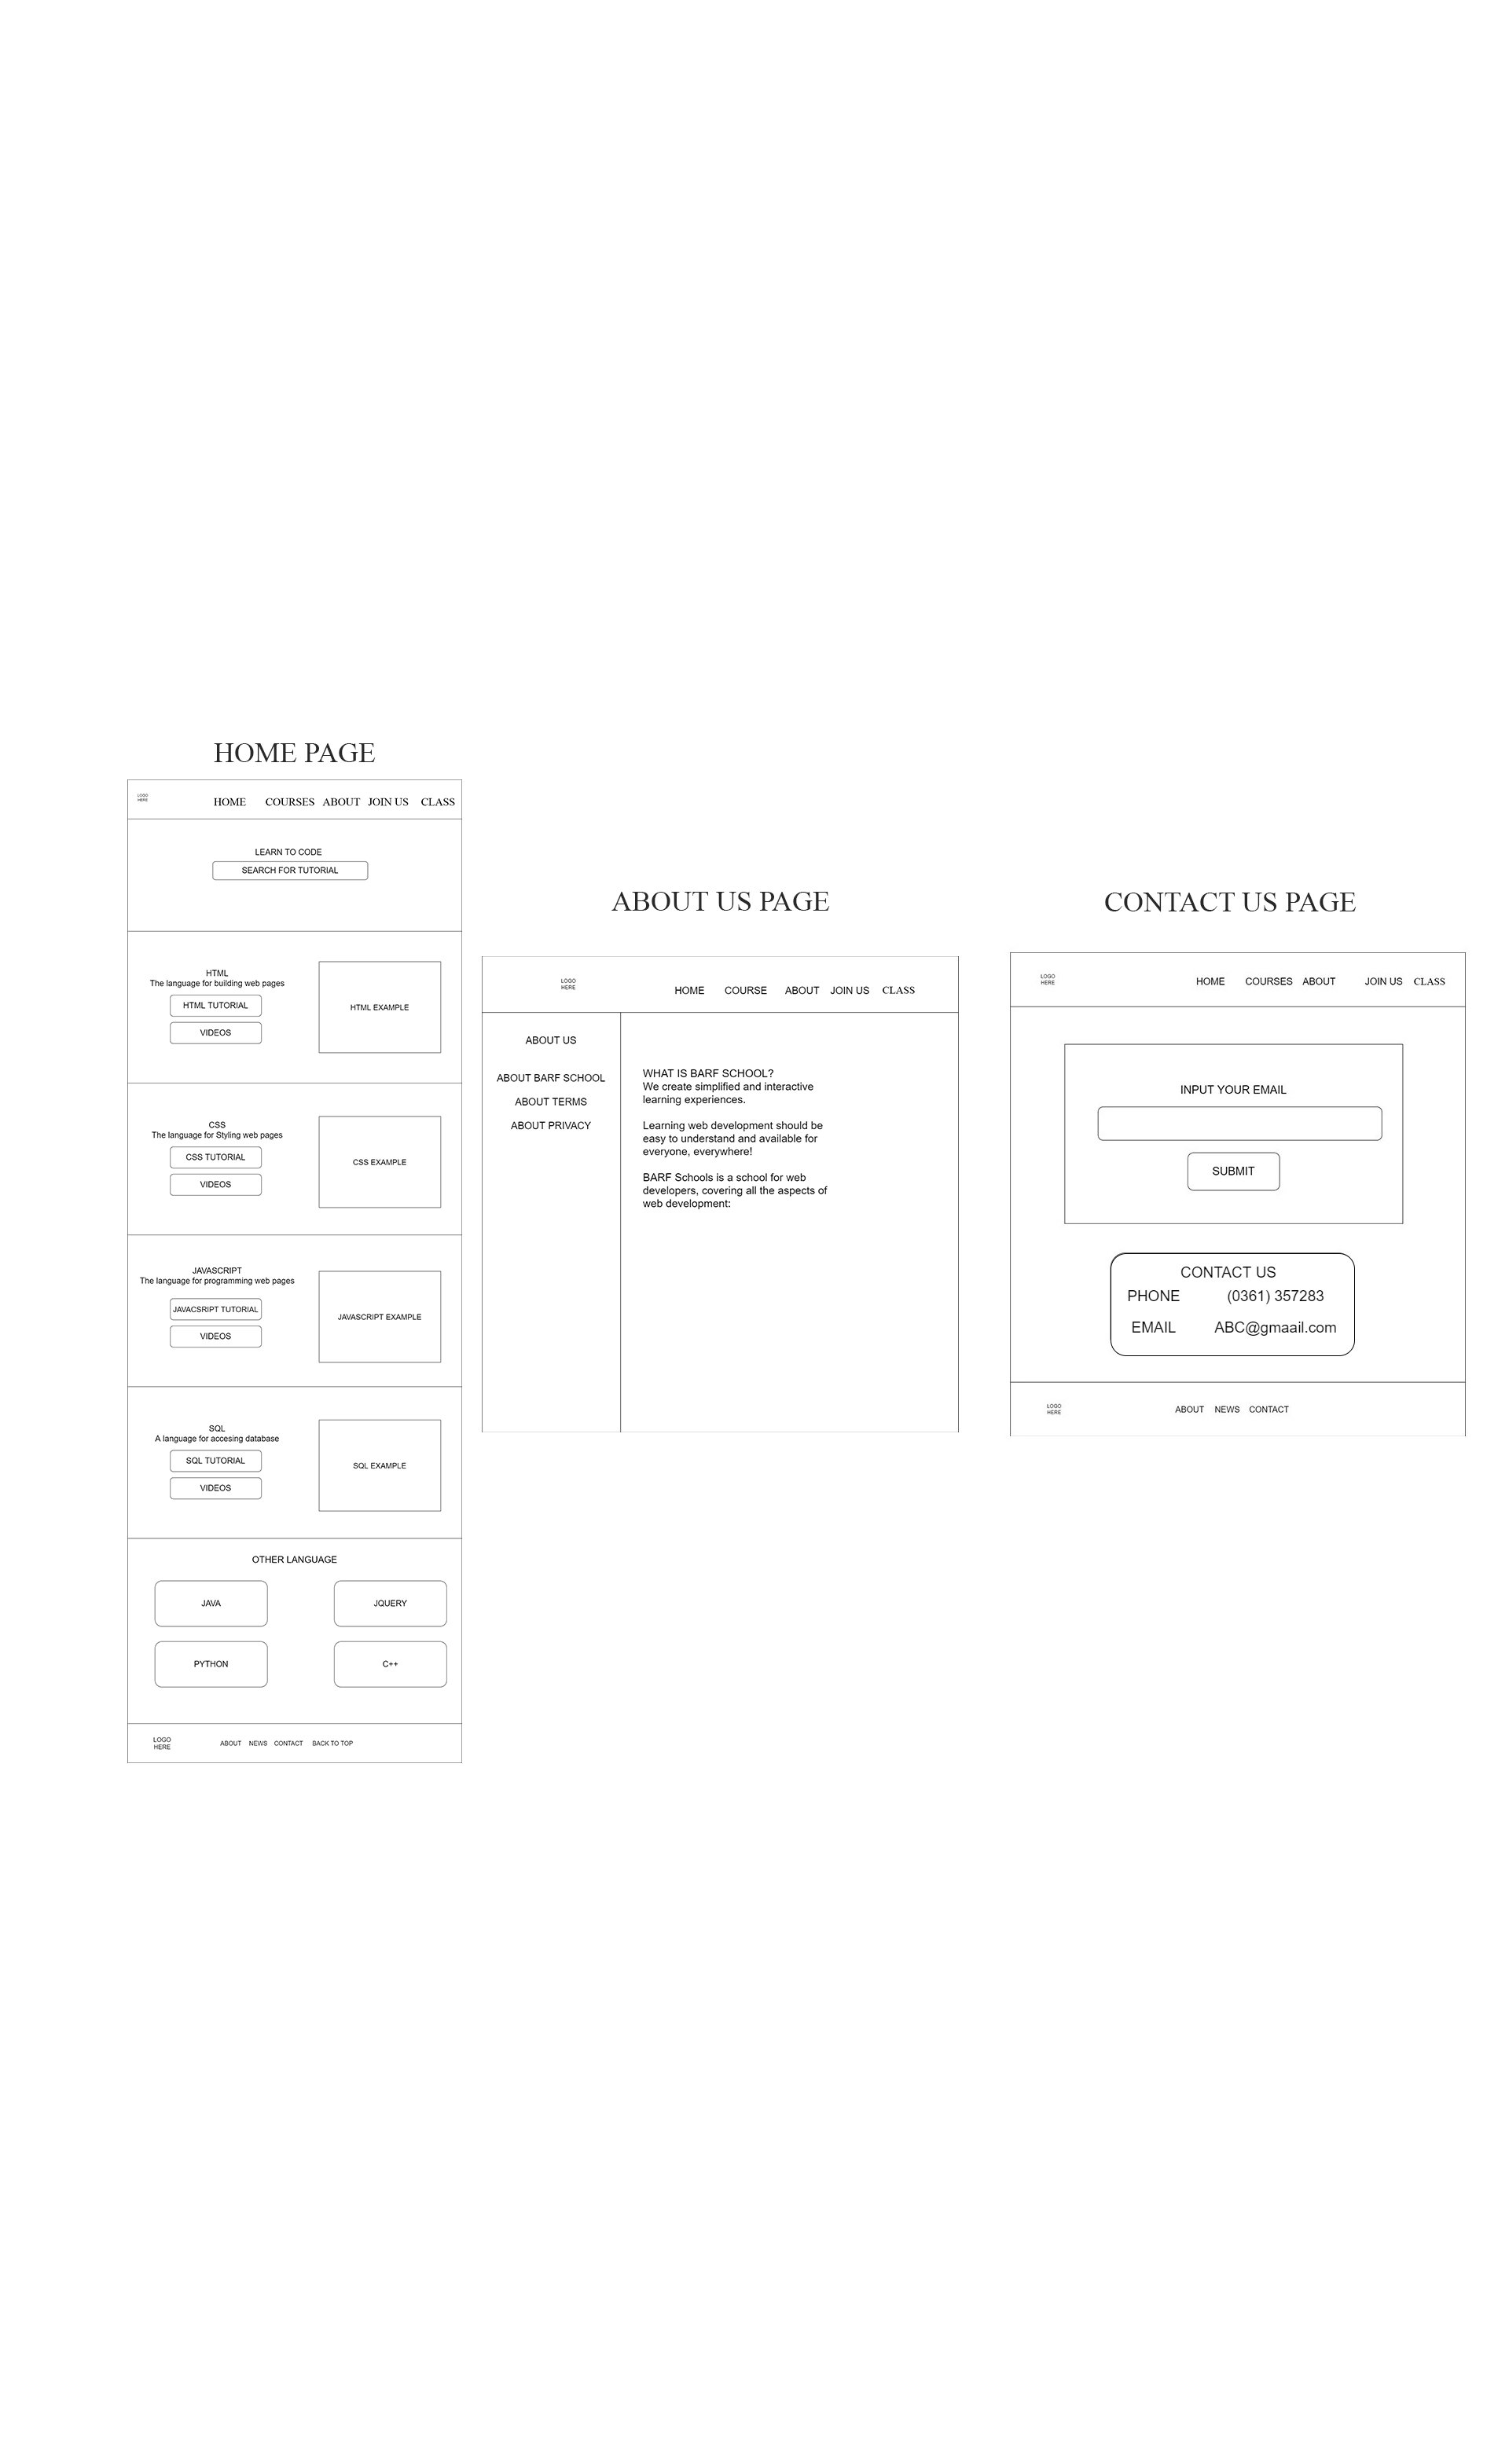 HOME PAGE
LOGO
HERE
HOME COURSES ABOUT JOIN US CLASS
LEARN TO CODE
SEARCH FOR TUTORIAL
HTML
The language for building web pages
HTML TUTORIAL
VIDEOS
HTML EXAMPLE
CSS
The language for Styling web pages
CSS TUTORIAL
VIDEOS
CSS EXAMPLE
JAVASCRIPT
The language for programming web pages
JAVACSRIPT TUTORIAL
VIDEOS
JAVASCRIPT EXAMPLE
SQL
A language for accesing database
SQL TUTORIAL
VIDEOS
SQL EXAMPLE
OTHER LANGUAGE
JAVA
JQUERY
PYTHON
C++
LOGO
HERE
ABOUT NEWS CONTACT BACK TO TOP
ABOUT US PAGE
LOGO
HERE
HOME COURSE ABOUT JOIN US CLASS
ABOUT US
ABOUT BARF SCHOOL
ABOUT TERMS
ABOUT PRIVACY
WHAT IS BARF SCHOOL?
We create simplified and interactive
learning experiences.
Learning web development should be
easy to understand and available for
everyone, everywhere!
BARF Schools is a school for web
developers, covering all the aspects of
web development:
CONTACT US PAGE
LOGO
HERE
HOME COURSES ABOUT JOIN US CLASS
INPUT YOUR EMAIL
SUBMIT
CONTACT US
PHONE (0361) 357283
EMAIL ABC@gmaail.com
LOGO
HERE
ABOUT NEWS CONTACT